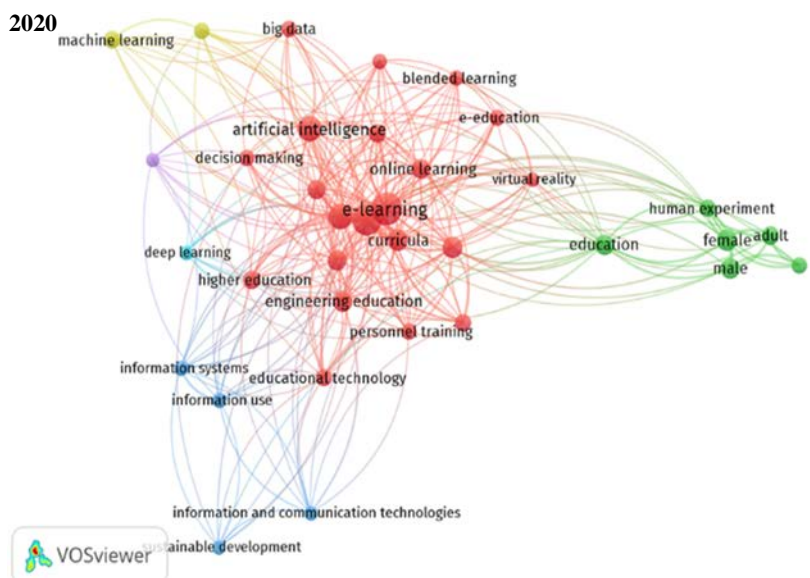 2020
machine learning
big data
blended learning
e-education
artificial intelligence
decision making
online learning
virtual reality
e-learning
human experiment
curricula
education
female
adult
deep learning
male
higher education
engineering education
personnel training
information systems
educational technology
information use
information and communication technologies
VOSviewer
sustainable development